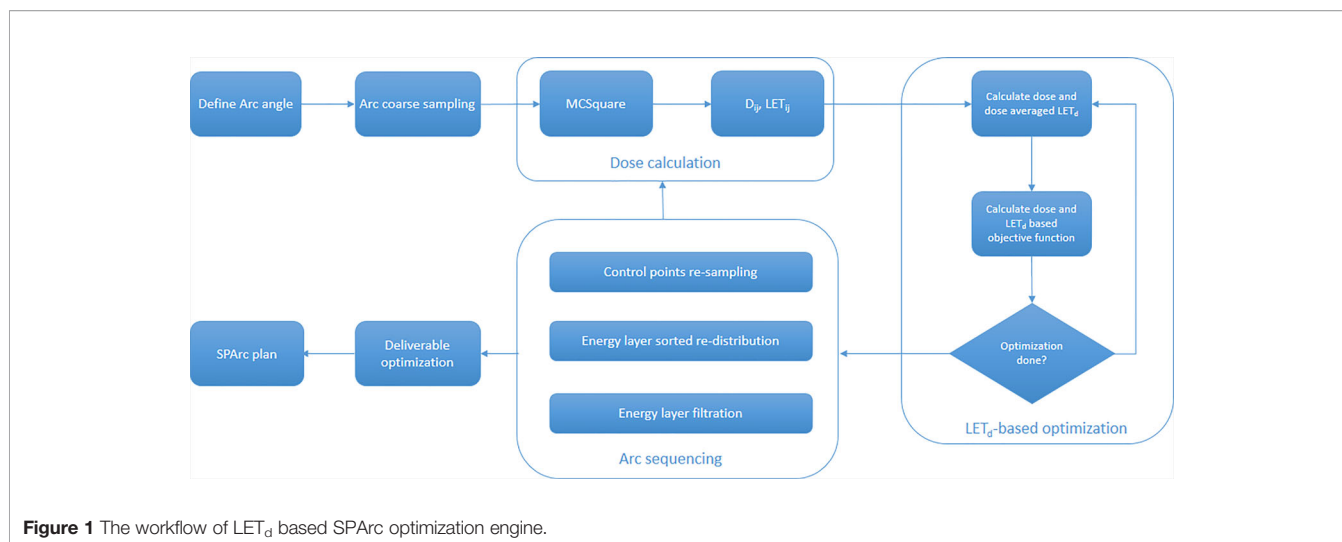 Define Arc angle
Arc coarse sampling
MCSquare
Dij, LETij
Dose calculation
Calculate dose and
dose averaged LETd
Calculate dose and
LETd based
objective function
Optimization
done?
LETd-based optimization
Control points re-sampling
Energy layer sorted re-distribution
Energy layer filtration
Arc sequencing
Deliverable
optimization
SPArc plan
Figure 1 The workflow of LETd based SPArc optimization engine.